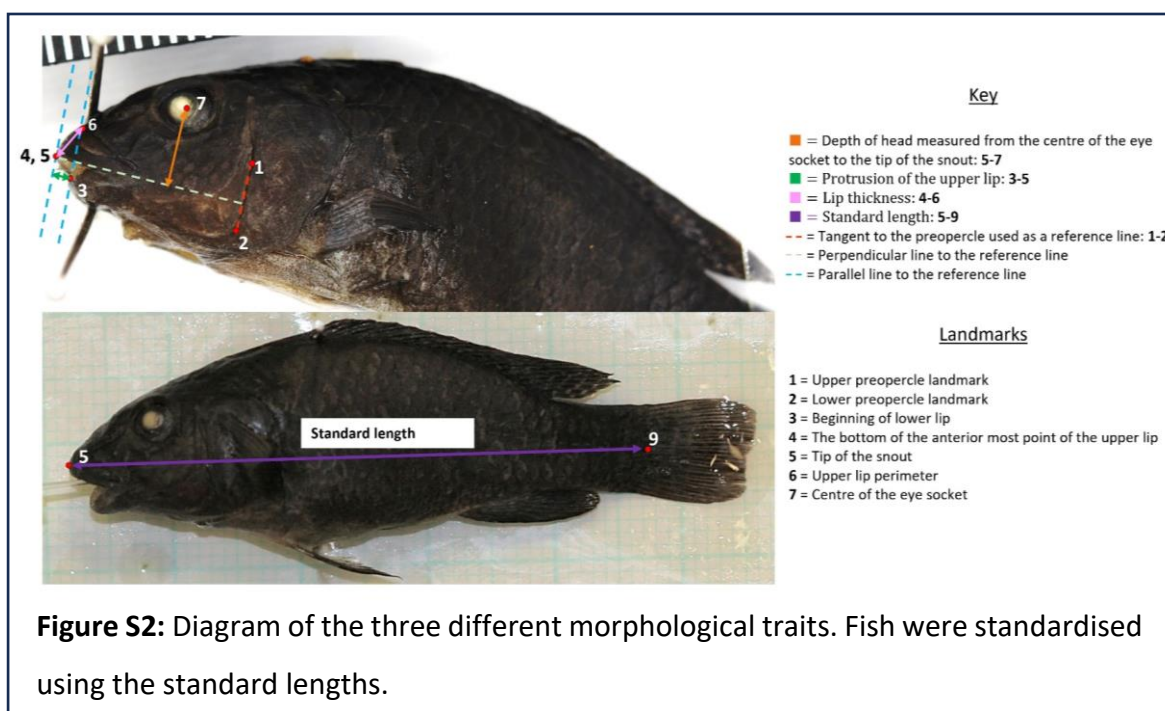 7
6
4, 5
1
3
2
Key
= Depth of head measured from the centre of the eye
socket to the tip of the snout: 5-7
= Protrusion of the upper lip: 3-5
= Lip thickness: 4-6
= Standard length: 5-9
= Tangent to the preopercle used as a reference line: 1-2
= Perpendicular line to the reference line
= Parallel line to the reference line
Standard length
5
9
Landmarks
1 = Upper preopercle landmark
2 = Lower preopercle landmark
3 = Beginning of lower lip
4 = The bottom of the anterior most point of the upper lip
5 = Tip of the snout
6 = Upper lip perimeter
7 = Centre of the eye socket
Figure S2: Diagram of the three different morphological traits. Fish were standardised
using the standard lengths.